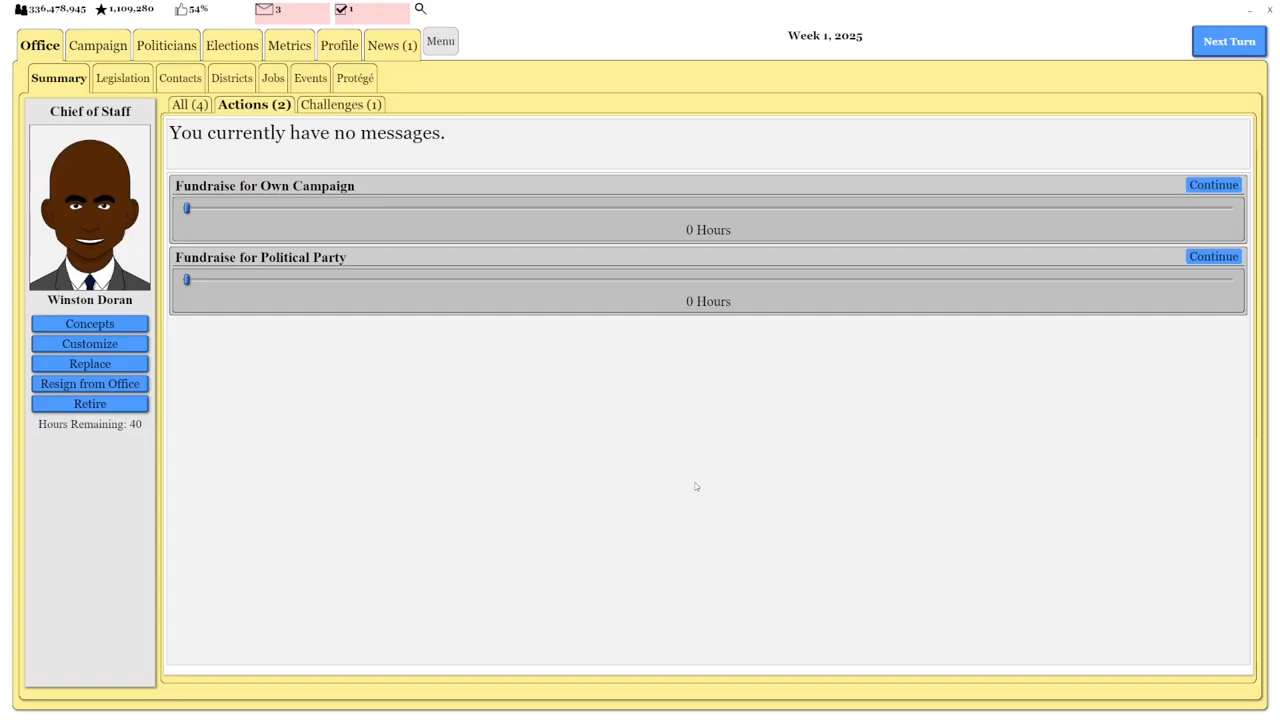 336,478,945 1,109,280 54% 3 1
_ X
Week 1, 2025
Next Turn
Office Campaign Politicians Elections Metrics Profile News (1) Menu
Summary Legislation Contacts Districts Jobs Events Protégé
Chief of Staff
Winston Doran
Concepts
Customize
Replace
Resign from Office
Retire
Hours Remaining: 40
All (4) Actions (2) Challenges (1)
You currently have no messages.
Fundraise for Own Campaign Continue
0 Hours
Fundraise for Political Party Continue
0 Hours